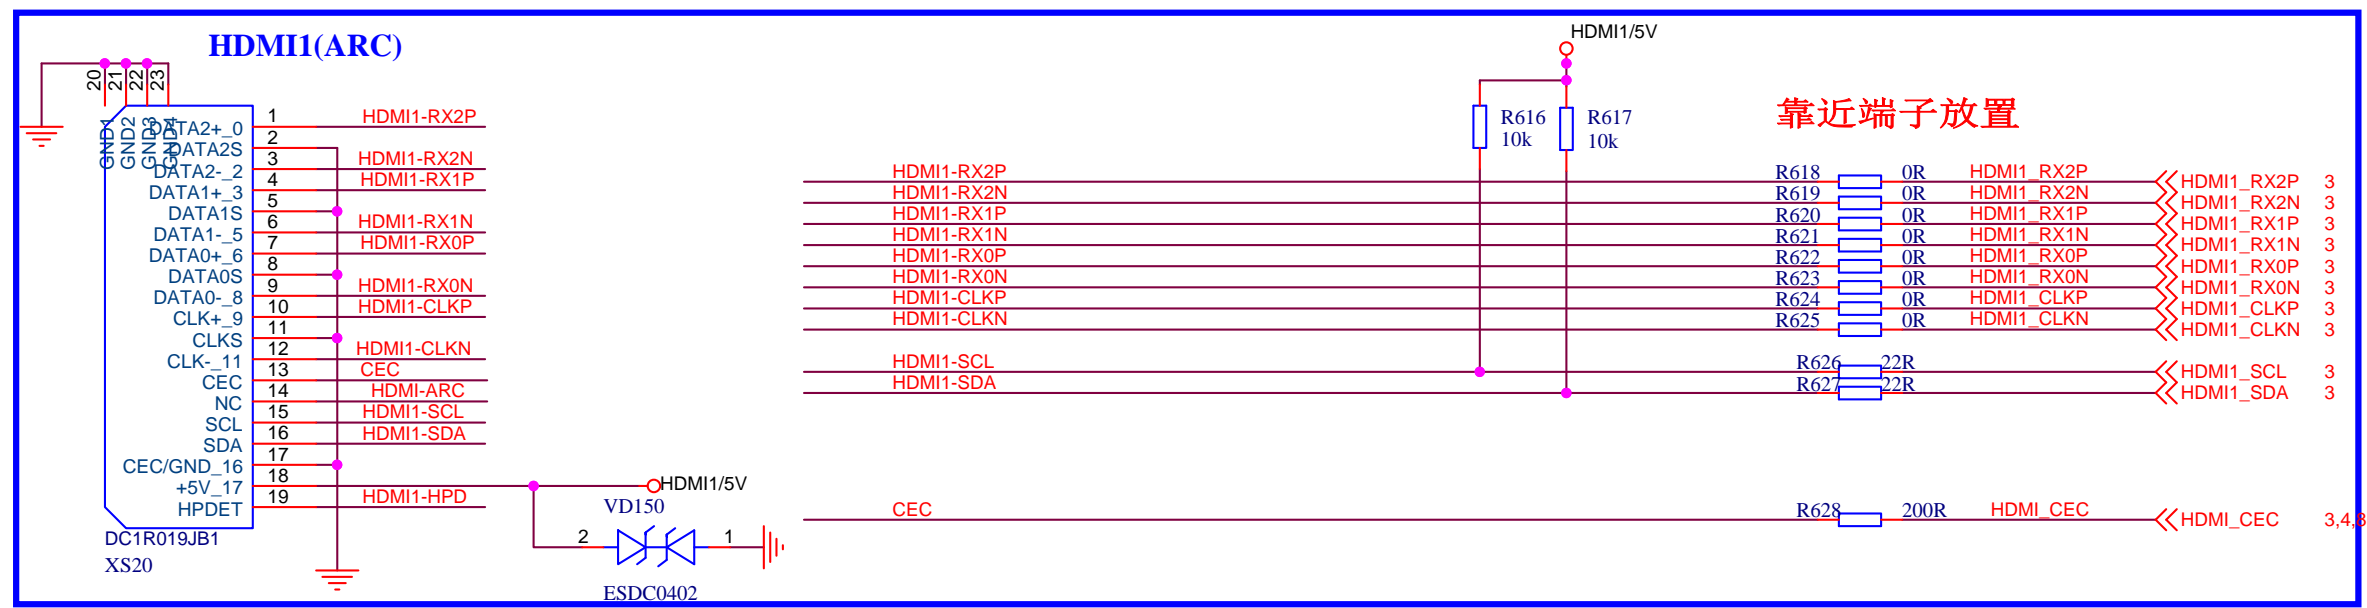 HDMI1(ARC)
HDMI1/5V
20
21
22
23
GND1
GND2
GND3
GND4
靠近端子放置
R616
10k
R617
10k
DATA2+_0 1 HDMI1-RX2P
DATA2S 2
DATA2-_2 3 HDMI1-RX2N
DATA1+_3 4 HDMI1-RX1P
DATA1S 5
DATA1-_5 6 HDMI1-RX1N
DATA0+_6 7 HDMI1-RX0P
DATA0S 8
DATA0-_8 9 HDMI1-RX0N
CLK+_9 10 HDMI1-CLKP
CLKS 11
CLK-_11 12 HDMI1-CLKN
CEC 13 CEC
NC 14 HDMI-ARC
SCL 15 HDMI1-SCL
SDA 16 HDMI1-SDA
CEC/GND_16 17
+5V_17 18 HDMI1/5V
HPDET 19 HDMI1-HPD
DC1R019JB1
XS20
VD150
2 1
ESDC0402
HDMI1-RX2P R618 0R HDMI1_RX2P HDMI1_RX2P 3
HDMI1-RX2N R619 0R HDMI1_RX2N HDMI1_RX2N 3
HDMI1-RX1P R620 0R HDMI1_RX1P HDMI1_RX1P 3
HDMI1-RX1N R621 0R HDMI1_RX1N HDMI1_RX1N 3
HDMI1-RX0P R622 0R HDMI1_RX0P HDMI1_RX0P 3
HDMI1-RX0N R623 0R HDMI1_RX0N HDMI1_RX0N 3
HDMI1-CLKP R624 0R HDMI1_CLKP HDMI1_CLKP 3
HDMI1-CLKN R625 0R HDMI1_CLKN HDMI1_CLKN 3
HDMI1-SCL R626 22R HDMI1_SCL 3
HDMI1-SDA R627 22R HDMI1_SDA 3
CEC R628 200R HDMI_CEC HDMI_CEC 3,4,8